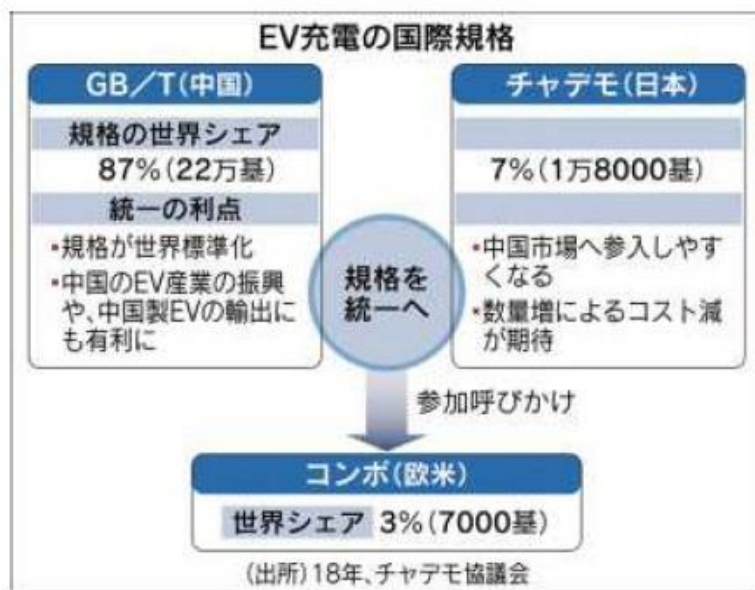 EV充電の国際規格
GB/T(中国)
規格の世界シェア
87%(22万基)
統一の利点
・規格が世界標準化
・中国のEV産業の振興
や、中国製EVの輸出に
も有利に
チャデモ(日本)
7%(1万8000基)
・中国市場へ参入しやす
くなる
・数量増によるコスト減
が期待
規格を
統一へ
参加呼びかけ
コンボ(欧米)
世界シェア 3%(7000基)
(出所)18年、チャデモ協議会